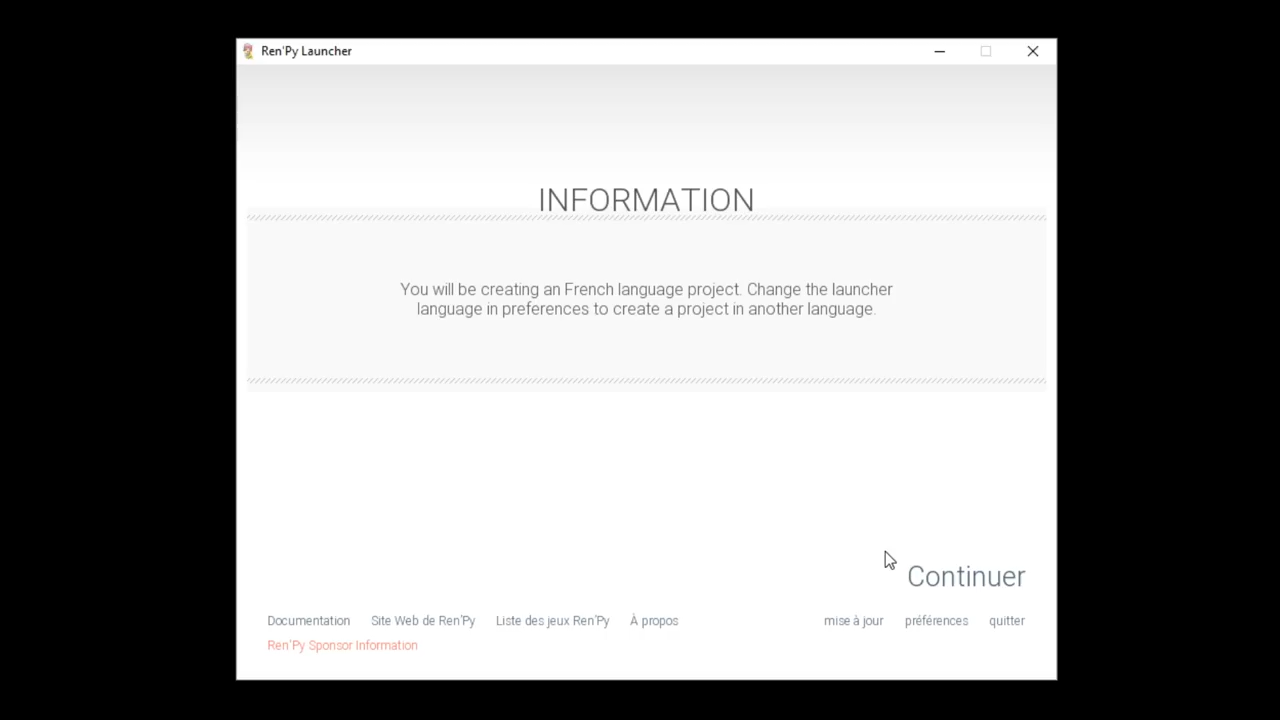 Ren'Py Launcher
INFORMATION
You will be creating an French language project. Change the launcher
language in preferences to create a project in another language.
Continuer
Documentation Site Web de Ren'Py Liste des jeux Ren'Py À propos mise à jour préférences quitter
Ren'Py Sponsor Information